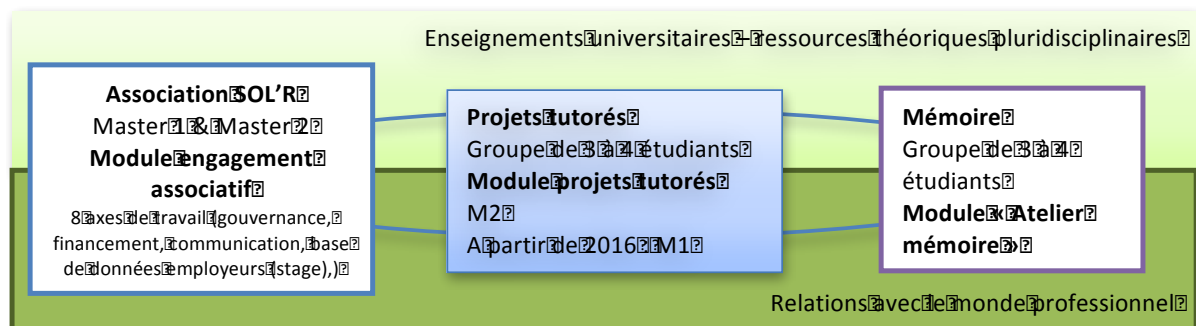 Enseignements universitaires – ressources théoriques pluridisciplinaires
Association SOL'R
Master 1 & Master 2
Module engagement
associatif
8 axes de travail (gouvernance,
financement, communication, base
de données employeurs (stage),)
Projets tutorés
Groupe de 3 à 4 étudiants
Module projets tutorés
M2
A partir de 2016 M1
Mémoire
Groupe de 3 à 4
étudiants
Module « Atelier
mémoire »
Relations avec le monde professionnel